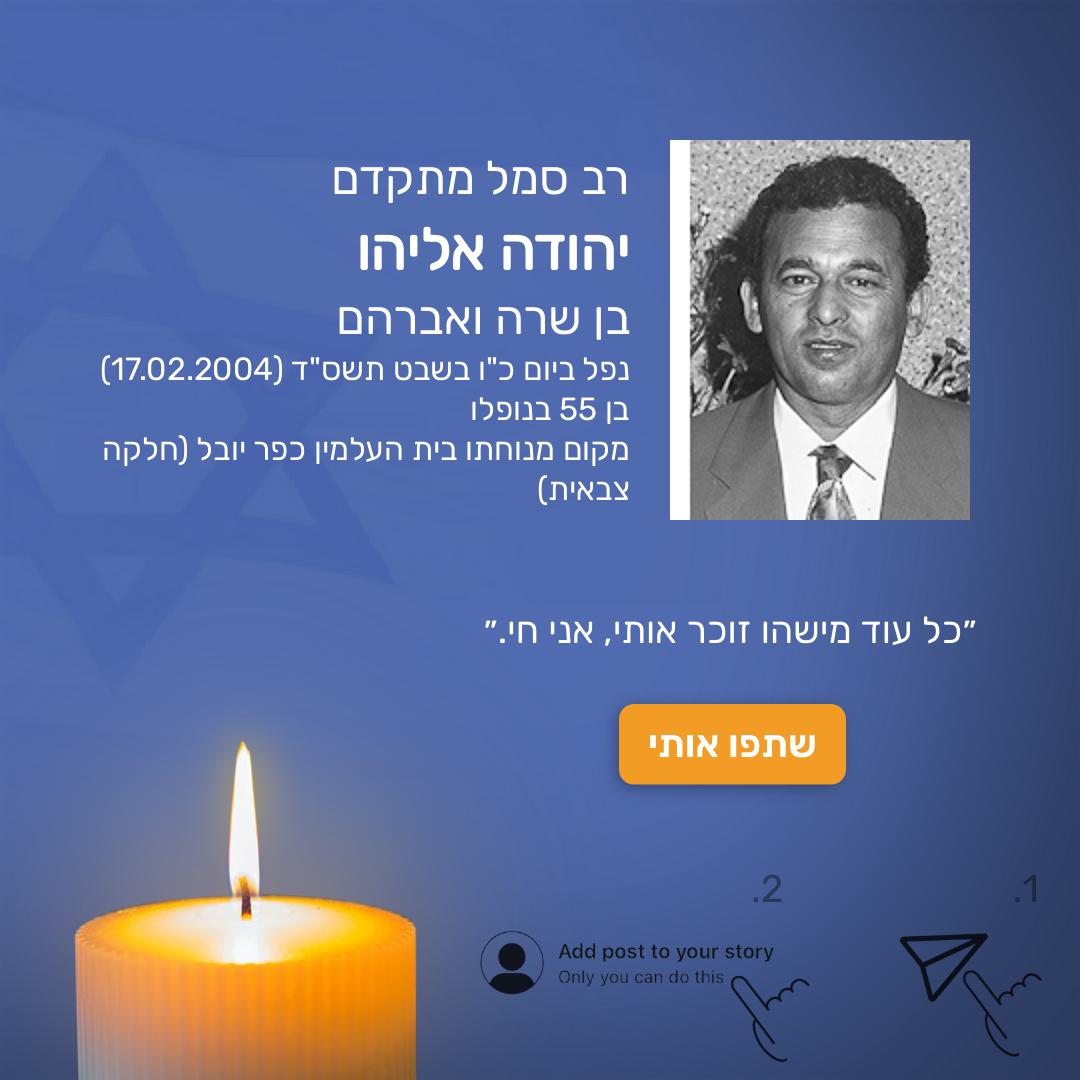 רב סמל מתקדם
יהודה אליהו
בן שרה ואברהם
נפל ביום כ"ו בשבט תשס"ד (17.02.2004)
בן 55 בנופלו
מקום מנוחתו בית העלמין כפר יובל (חלקה
צבאית)
״כל עוד מישהו זוכר אותי, אני חי.״
שתפו אותי
.1
.2
Add post to your story
Only you can do this